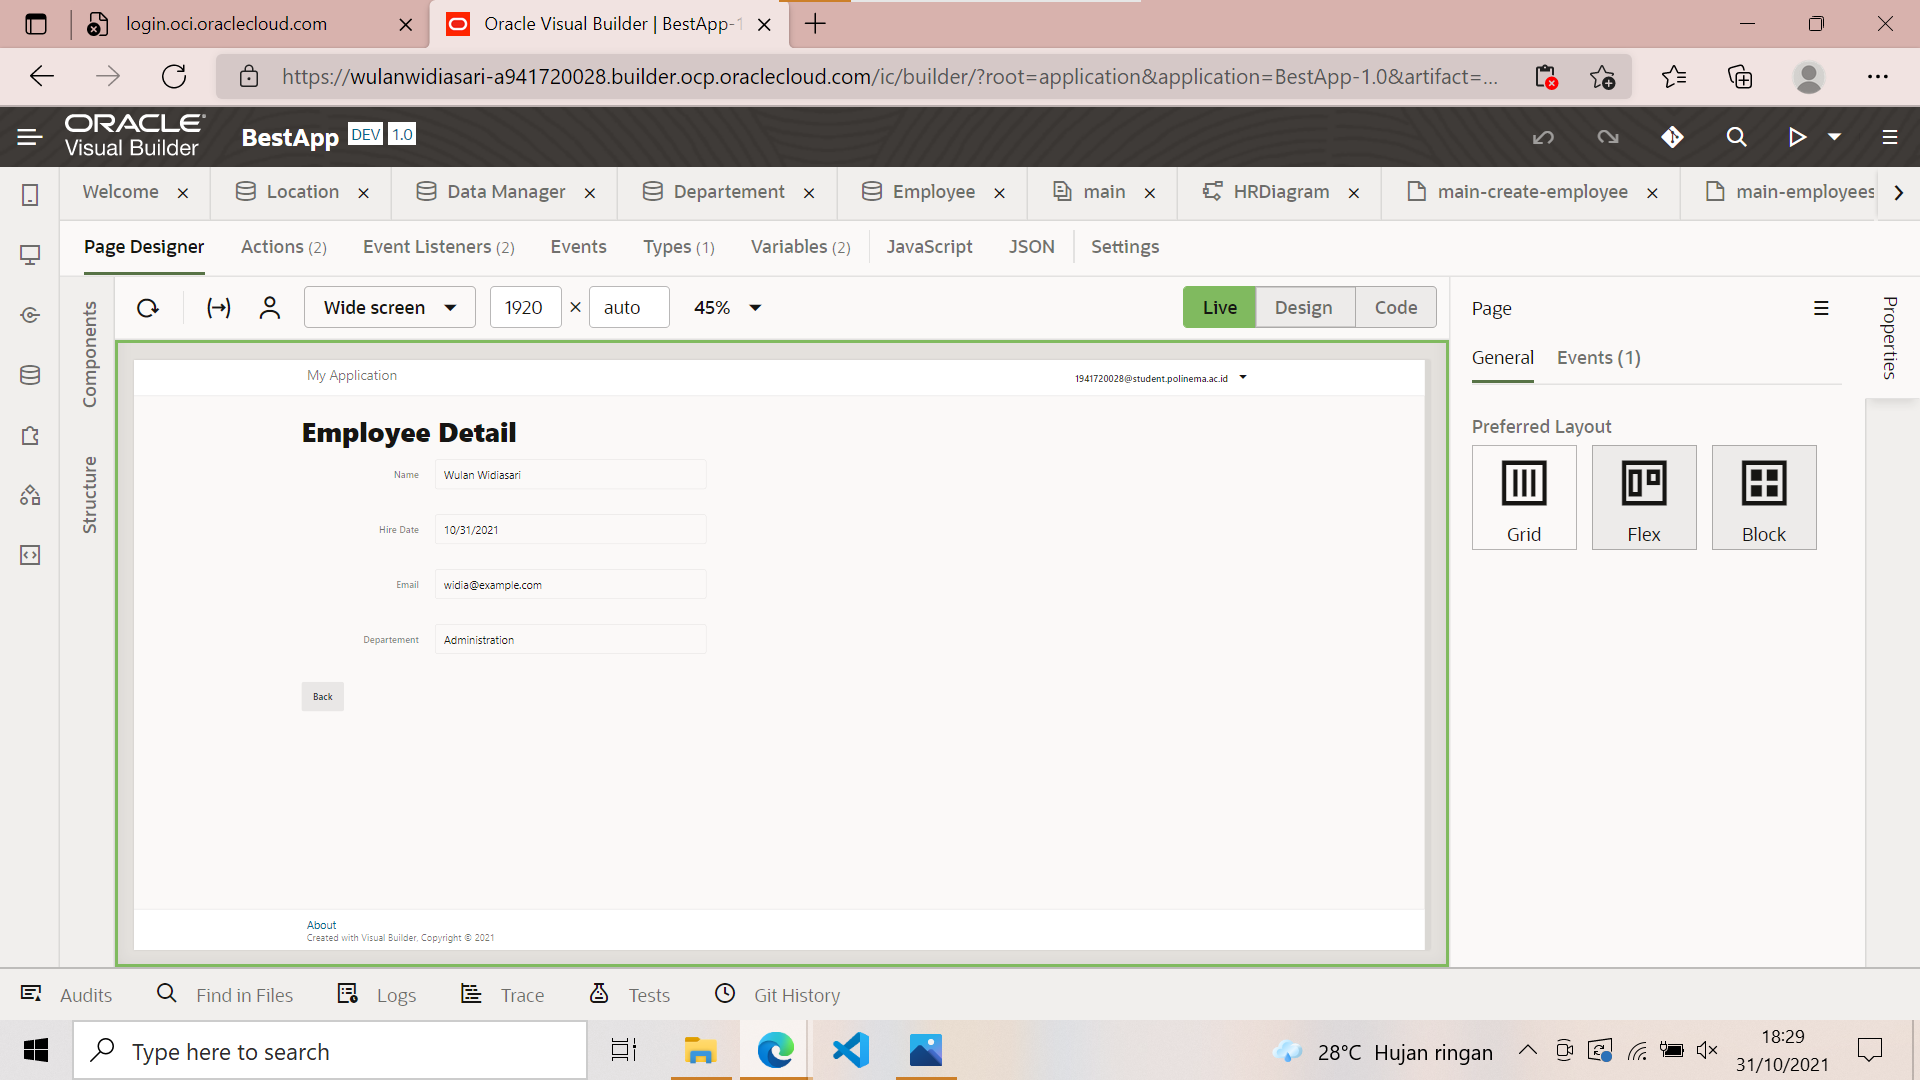 login.oci.oraclecloud.com
Oracle Visual Builder | BestApp-1
https://wulanwidiasari-a941720028.builder.ocp.oraclecloud.com/ic/builder/?root=application&application=BestApp-1.0&artifact=...
ORACLE
Visual Builder
BestApp DEV 1.0
Welcome Location Data Manager Departement Employee main HRDiagram main-create-employee main-employees
Page Designer Actions (2) Event Listeners (2) Events Types (1) Variables (2) JavaScript JSON Settings
Components
Structure
Wide screen 1920 × auto 45% Live Design Code
Page
Properties
General Events (1)
Preferred Layout
Grid Flex Block
My Application 1941720028@student.polinema.ac.id
Employee Detail
Name Wulan Widiasari
Hire Date 10/31/2021
Email widia@example.com
Departement Administration
Back
About
Created with Visual Builder. Copyright © 2021
Audits Find in Files Logs Trace Tests Git History
Type here to search
28°C Hujan ringan
18:29
31/10/2021